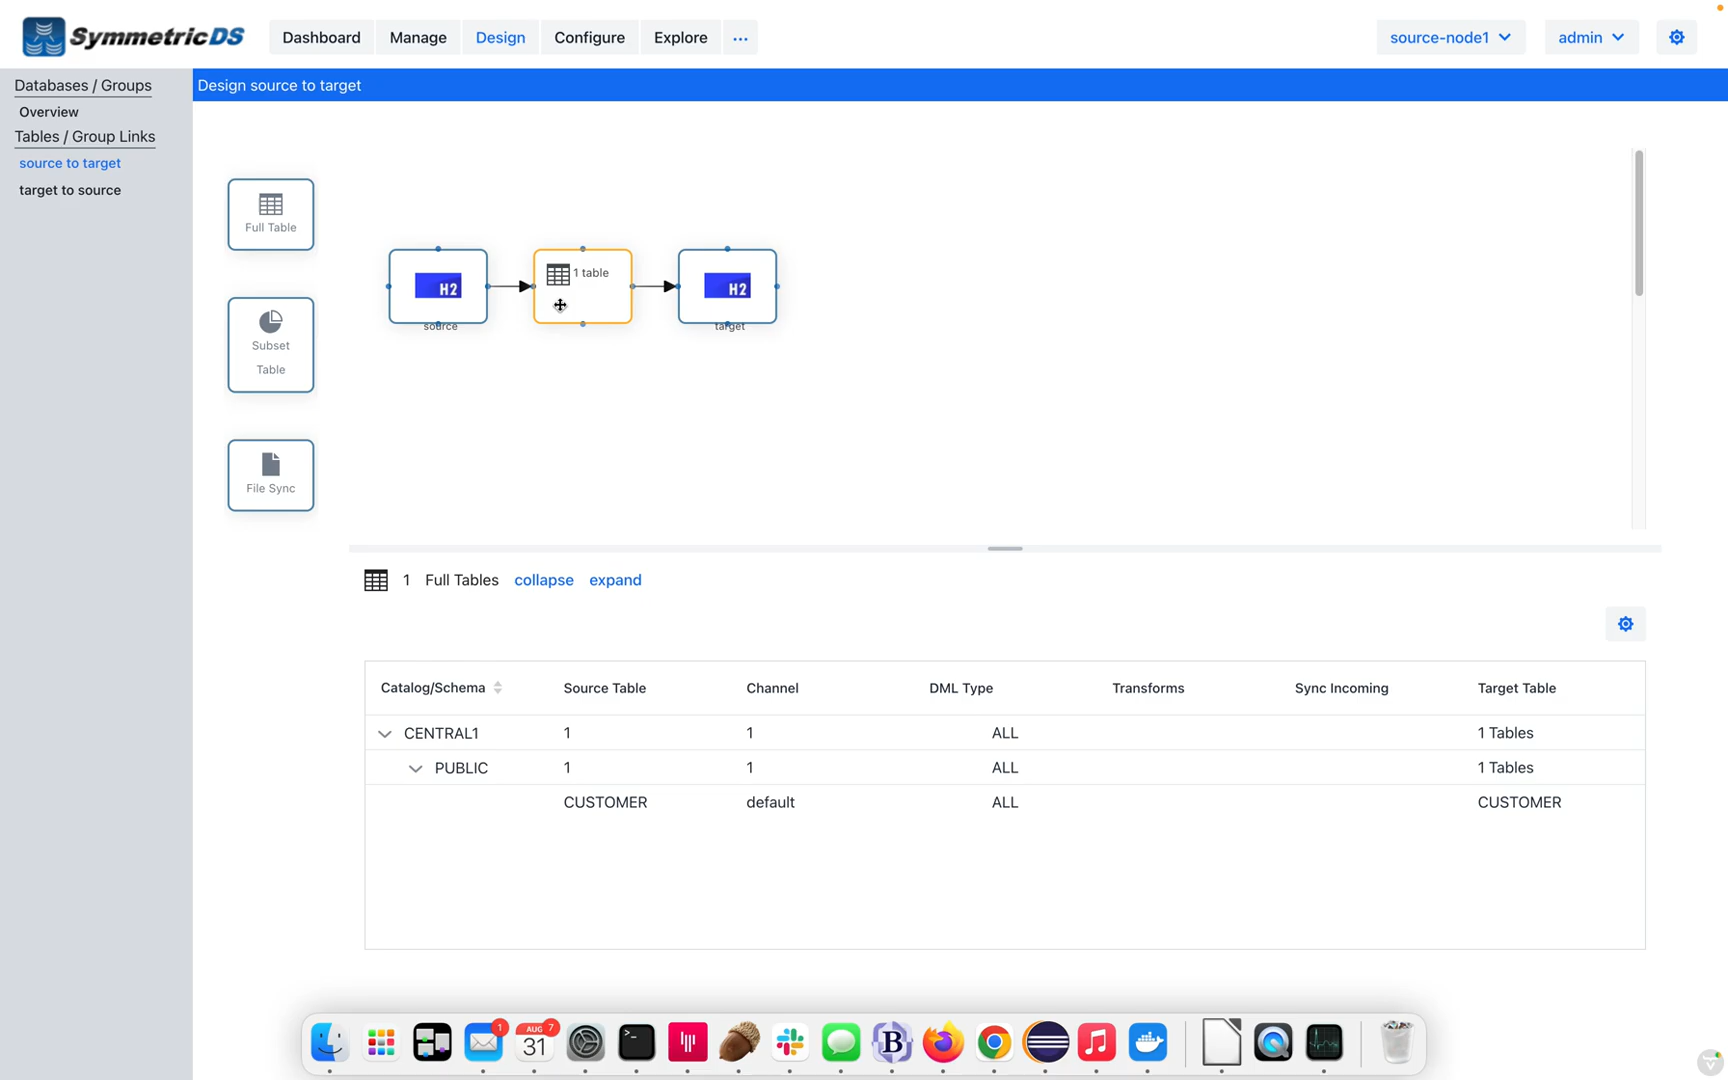 SymmetricDS
Dashboard Manage Design Configure Explore ...
source-node1 admin
Databases / Groups
Overview
Tables / Group Links
source to target
target to source
Design source to target
Full Table
Subset
Table
File Sync
H2
source
1 table
H2
target
1 Full Tables collapse expand
Catalog/Schema Source Table Channel DML Type Transforms Sync Incoming Target Table
CENTRAL1 1 1 ALL 1 Tables
PUBLIC 1 1 ALL 1 Tables
CUSTOMER default ALL CUSTOMER
1
AUG 7
31
>_
B